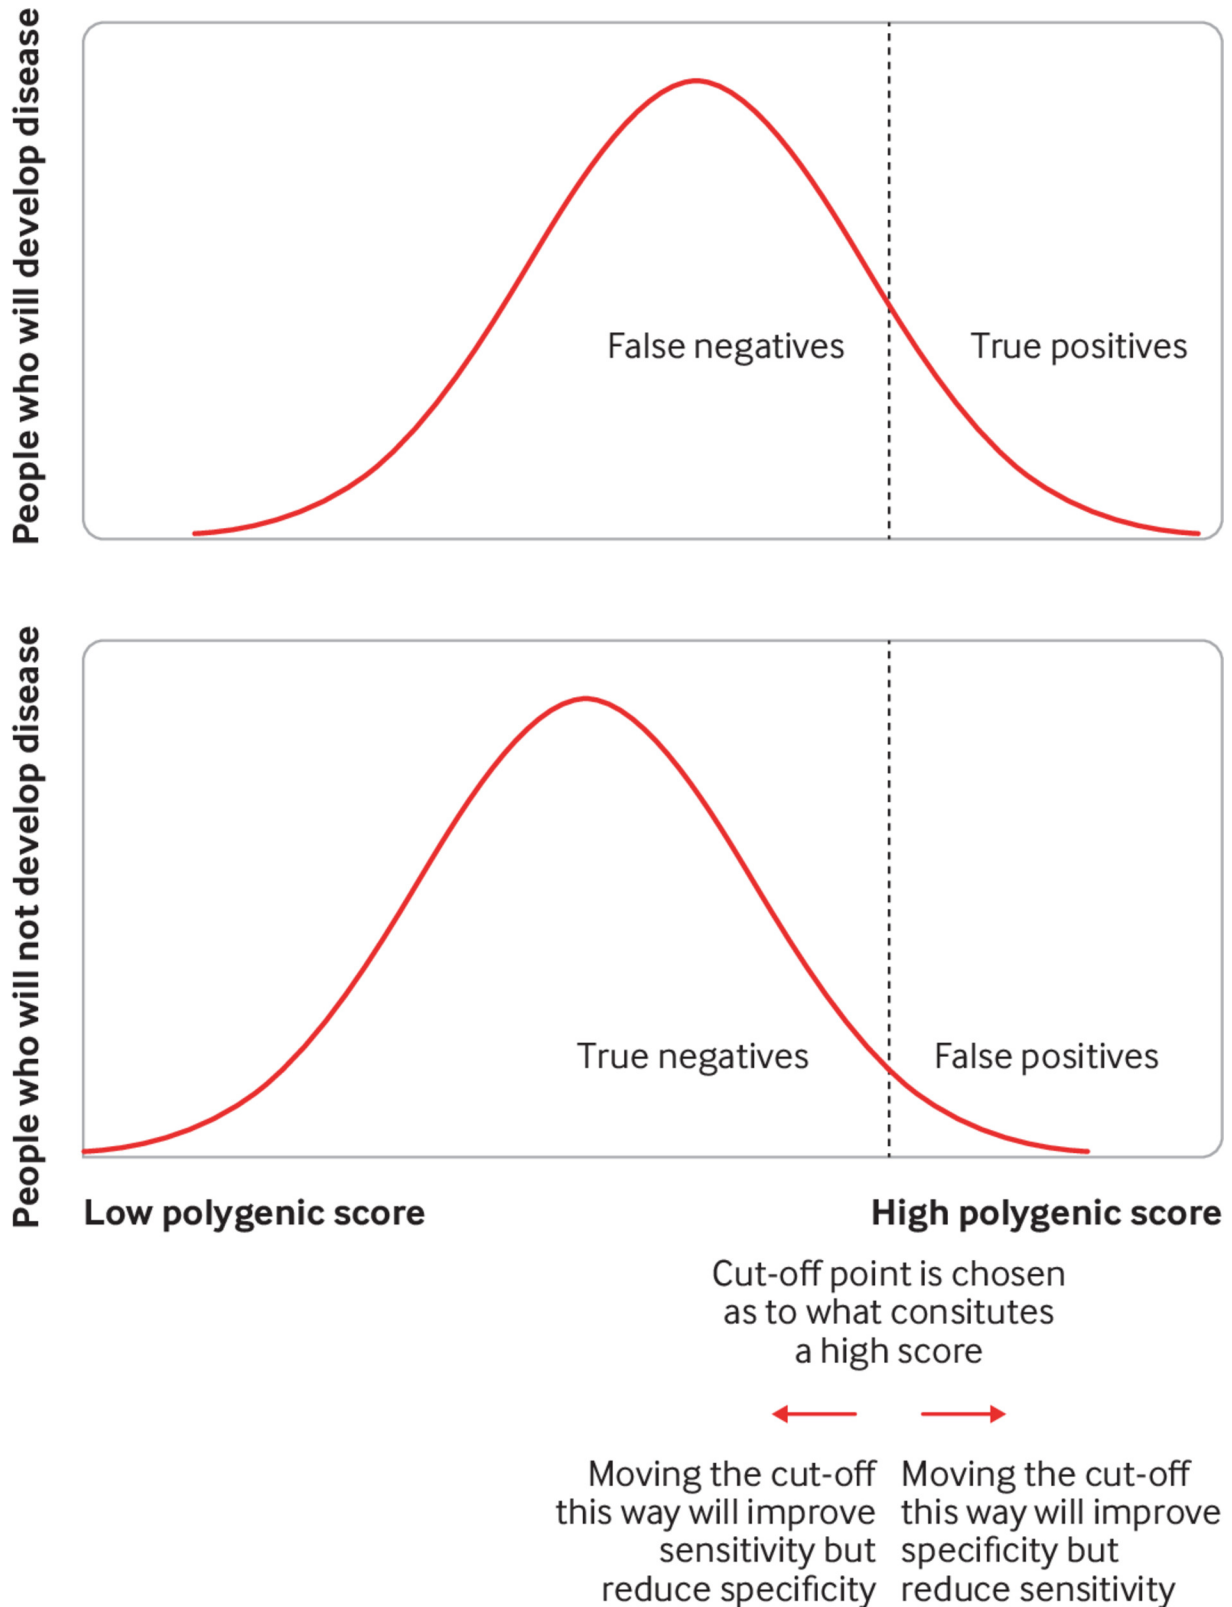 People who will develop disease
False negatives
True positives
People who will not develop disease
True negatives
False positives
Low polygenic score
High polygenic score
Cut-off point is chosen
as to what consitutes
a high score
Moving the cut-off
this way will improve
sensitivity but
reduce specificity
Moving the cut-off
this way will improve
specificity but
reduce sensitivity